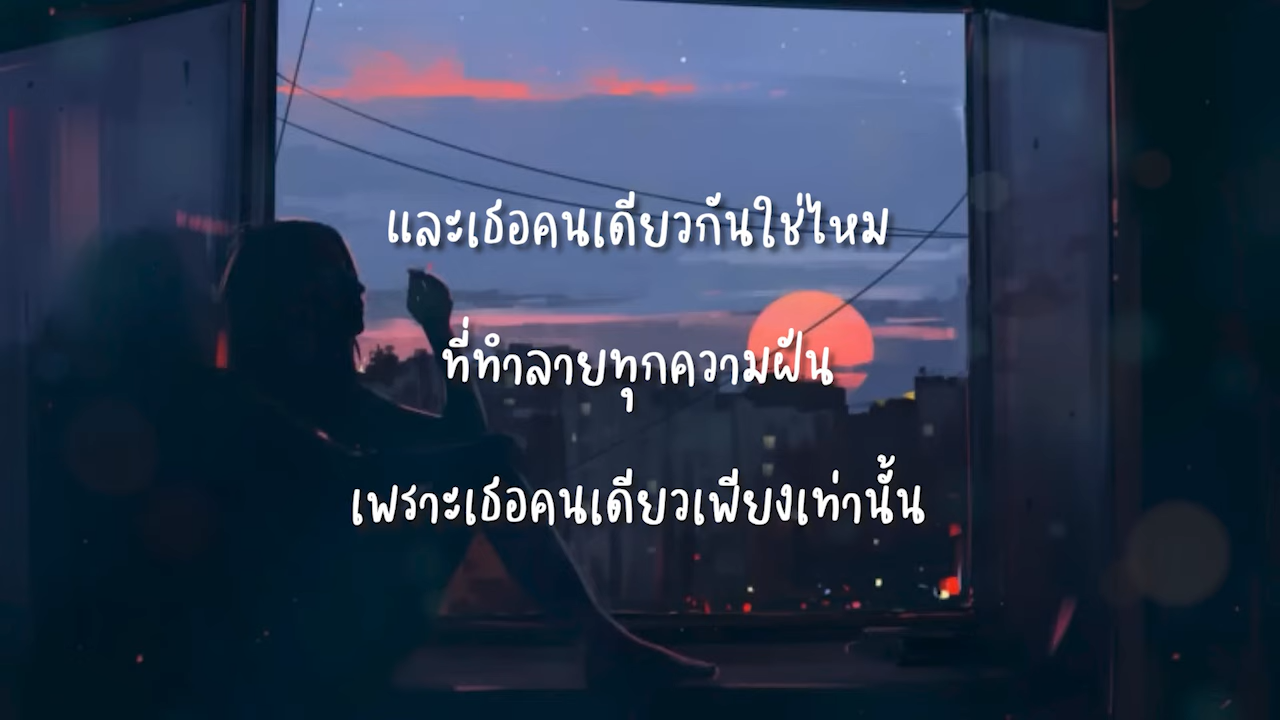 และเธอคนเดียวกันใช่ไหม
ที่ทำลายทุกความฝัน
เพราะเธอคนเดียวเพียงเท่านั้น